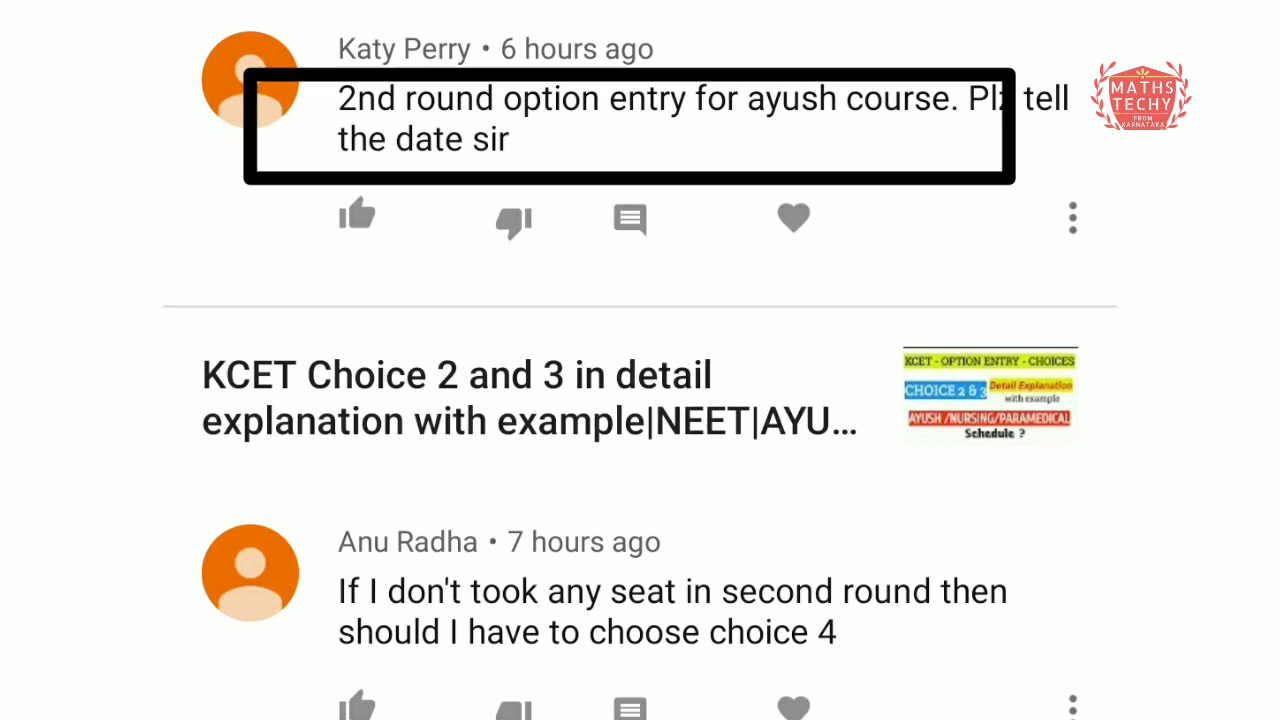 Katy Perry • 6 hours ago
2nd round option entry for ayush course. Plz tell
the date sir
MATHS
TECHY
FROM
KARNATAKA
KCET Choice 2 and 3 in detail
explanation with example|NEET|AYU...
KCET - OPTION ENTRY - CHOICES
CHOICE 2 & 3 Detail Explanation
with example
AYUSH /NURSING/PARAMEDICAL
Schedule ?
Anu Radha • 7 hours ago
If I don't took any seat in second round then
should I have to choose choice 4